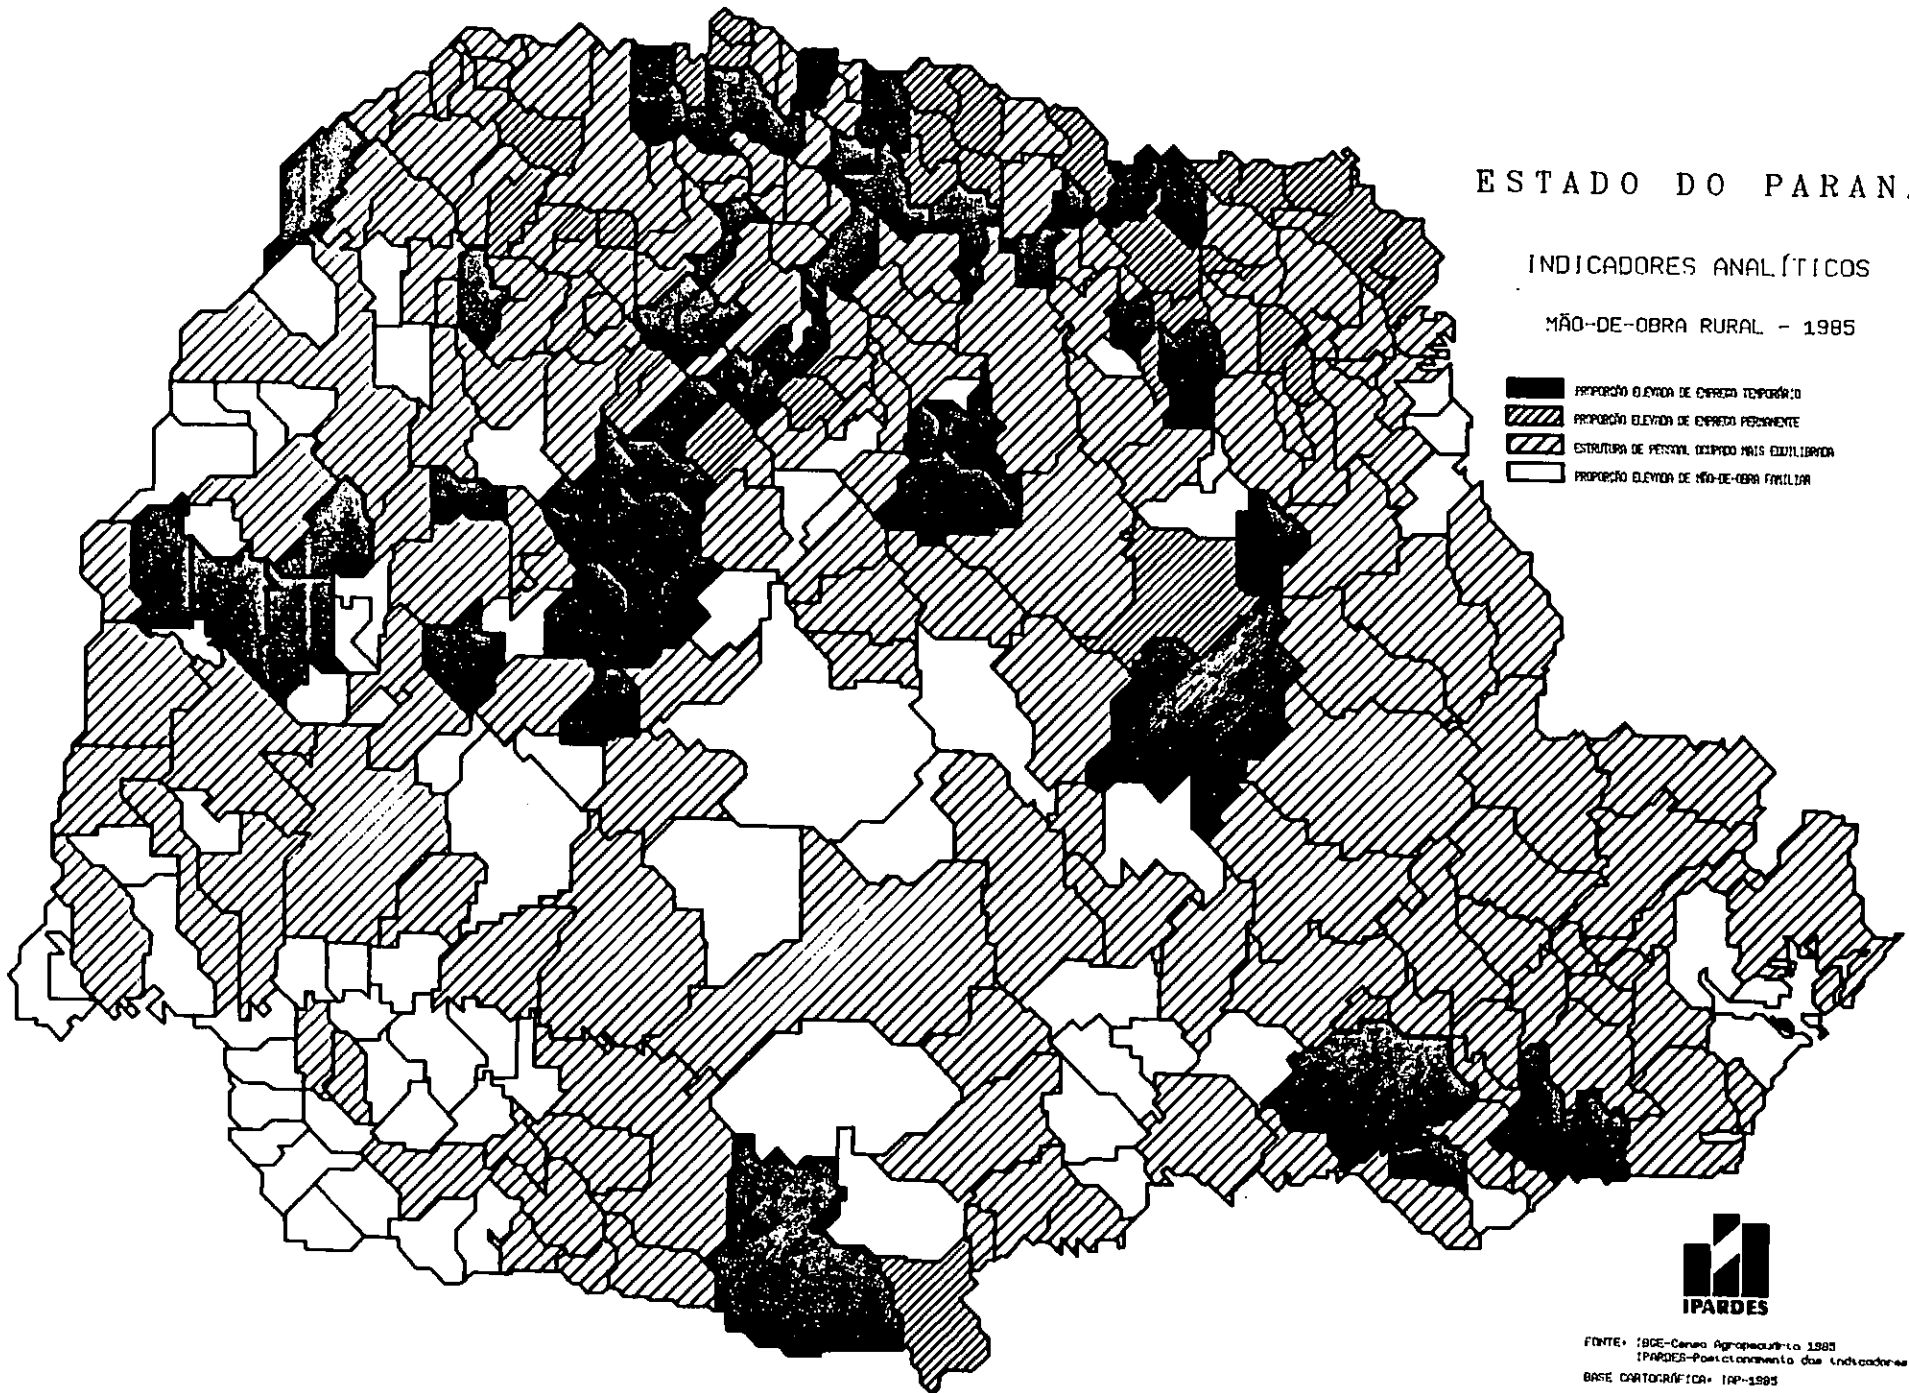 ESTADO DO PARAN
INDICADORES ANALÍTICOS
MÃO-DE-OBRA RURAL - 1985
PROPORÇÃO ELEVADA DE EMPREGO TEMPORÁRIO
PROPORÇÃO ELEVADA DE EMPREGO PERMANENTE
ESTRUTURA DE PESSOAL OCUPADO MAIS EQUILIBRADA
PROPORÇÃO ELEVADA DE MÃO-DE-OBRA FAMILIAR
IPARDES
FONTE: IBGE-Censo Agropecuário 1985
IPARDES-Posicionamento dos indicadores
BASE CARTOGRÁFICA: IAP-1985